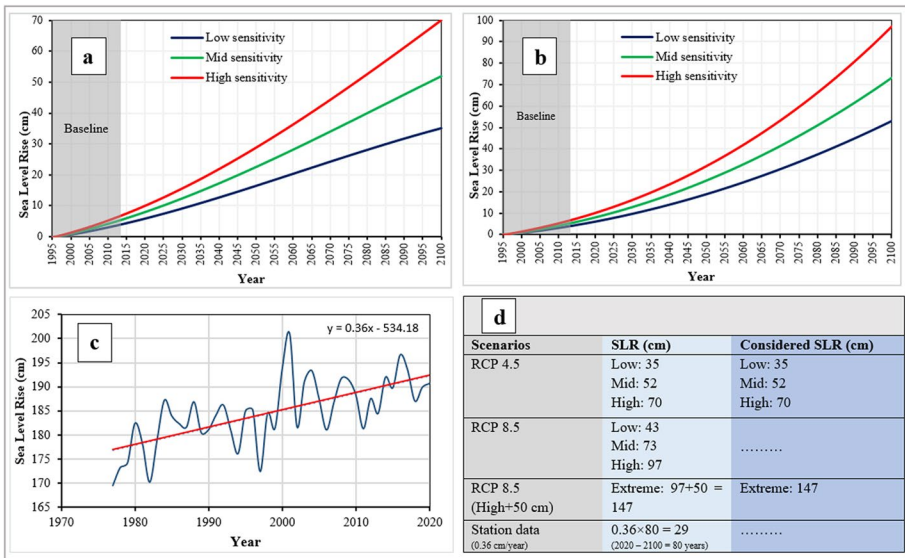 70
60
50
40
30
20
10
0
Sea Level Rise (cm)
a
Low sensitivity
Mid sensitivity
High sensitivity
Baseline
1995 2000 2005 2010 2015 2020 2025 2030 2035 2040 2045 2050 2055 2060 2065 2070 2075 2080 2085 2090 2095 2100
Year
100
90
80
70
60
50
40
30
20
10
0
Sea Level Rise (cm)
b
Low sensitivity
Mid sensitivity
High sensitivity
Baseline
1995 2000 2005 2010 2015 2020 2025 2030 2035 2040 2045 2050 2055 2060 2065 2070 2075 2080 2085 2090 2095 2100
Year
205
200
195
190
185
180
175
170
165
Sea Level Rise (cm)
c
y = 0.36x - 534.18
1970 1980 1990 2000 2010 2020
Year
d
Scenarios SLR (cm) Considered SLR (cm)
RCP 4.5 Low: 35 Low: 35
Mid: 52 Mid: 52
High: 70 High: 70
RCP 8.5 Low: 43
Mid: 73 .........
High: 97
RCP 8.5 Extreme: 97+50 = Extreme: 147
(High+50 cm) 147
Station data 0.36×80 = 29 .........
(0.36 cm/year) (2020 – 2100 = 80 years)